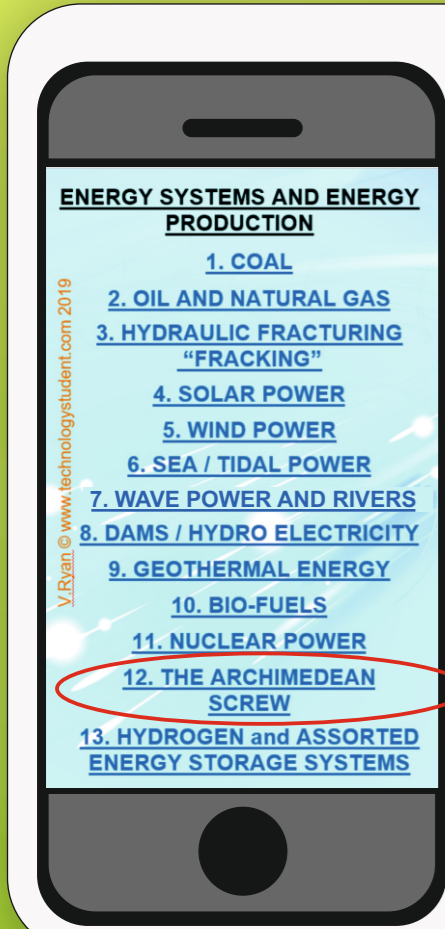 ENERGY SYSTEMS AND ENERGY
PRODUCTION
1. COAL
2. OIL AND NATURAL GAS
3. HYDRAULIC FRACTURING
“FRACKING”
4. SOLAR POWER
5. WIND POWER
6. SEA / TIDAL POWER
7. WAVE POWER AND RIVERS
8. DAMS / HYDRO ELECTRICITY
9. GEOTHERMAL ENERGY
10. BIO-FUELS
11. NUCLEAR POWER
12. THE ARCHIMEDEAN
SCREW
13. HYDROGEN and ASSORTED
ENERGY STORAGE SYSTEMS
V.Ryan © www.technologystudent.com 2019